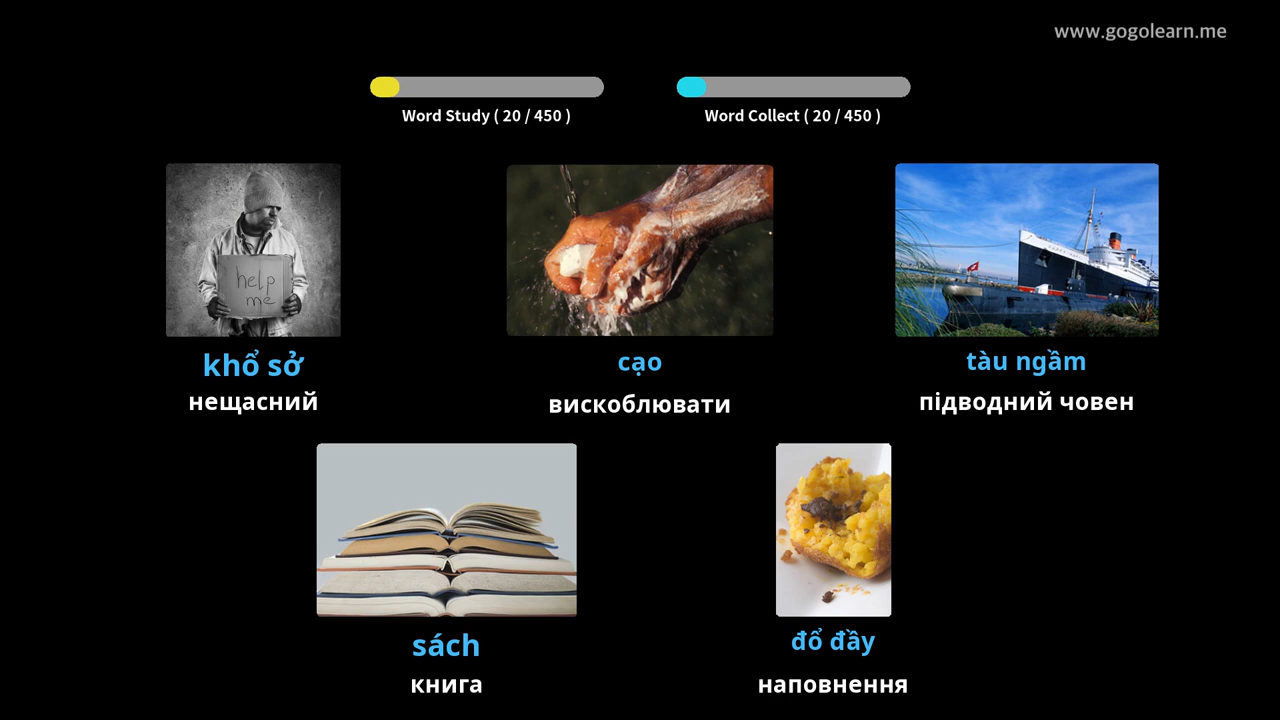 www.gogolearn.me
Word Study ( 20 / 450 )
Word Collect ( 20 / 450 )
help
me
khổ sở
нещасний
cạo
вискоблювати
tàu ngầm
підводний човен
sách
книга
đổ đầy
наповнення